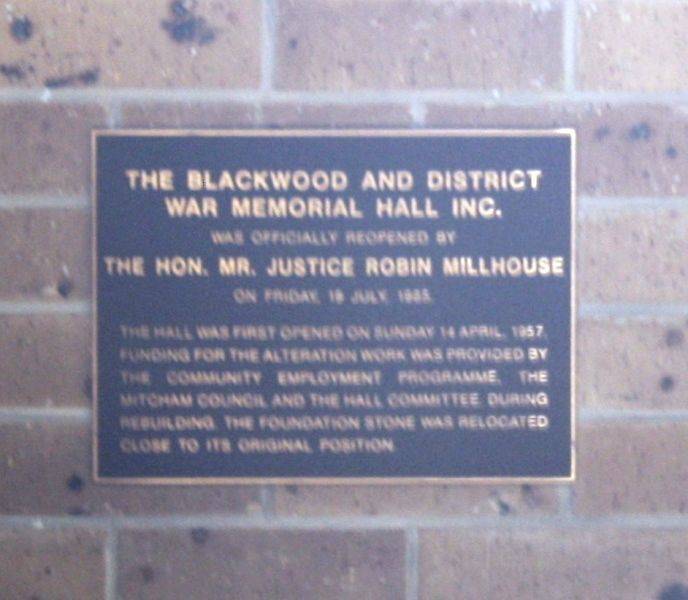 THE BLACKWOOD AND DISTRICT
WAR MEMORIAL HALL INC.
WAS OFFICIALLY REOPENED BY
THE HON. MR. JUSTICE ROBIN MILLHOUSE
ON FRIDAY, 19 JULY, 1985.
THE HALL WAS FIRST OPENED ON SUNDAY 14 APRIL, 1957.
FUNDING FOR THE ALTERATION WORK WAS PROVIDED BY
THE COMMUNITY EMPLOYMENT PROGRAMME, THE
MITCHAM COUNCIL AND THE HALL COMMITTEE. DURING
REBUILDING, THE FOUNDATION STONE WAS RELOCATED
CLOSE TO ITS ORIGINAL POSITION.